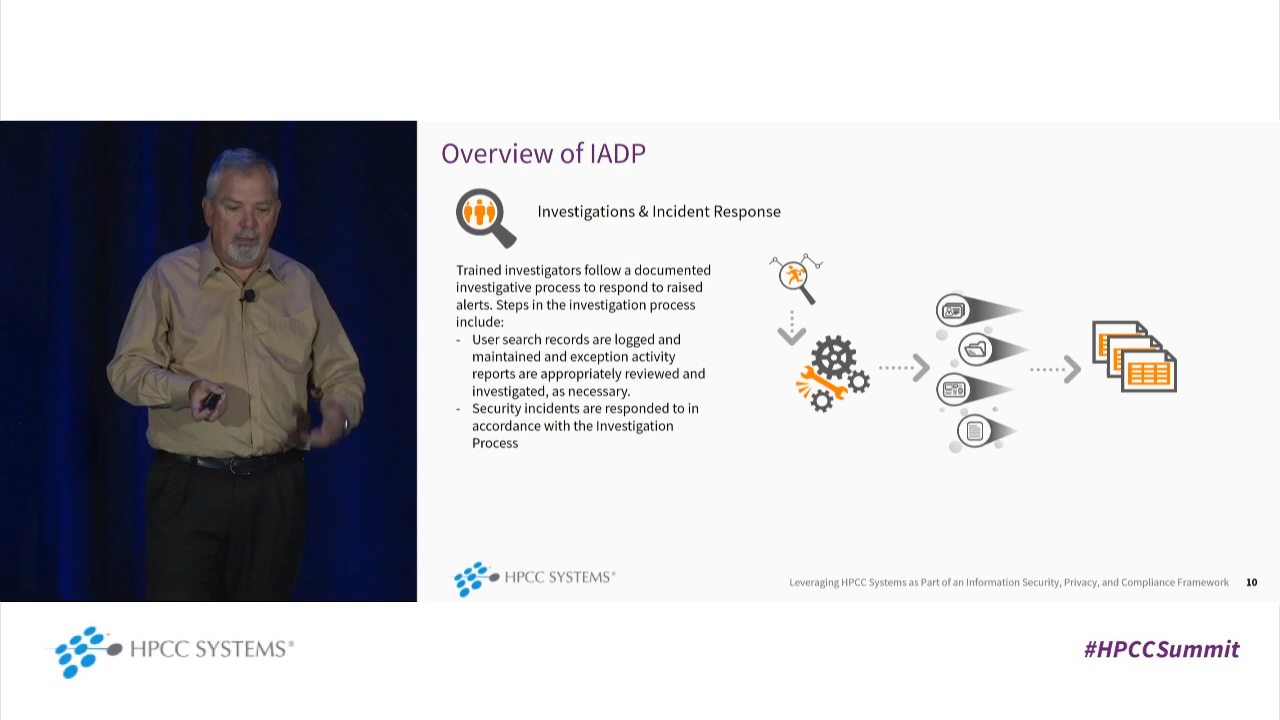 Overview of IADP
Investigations & Incident Response
Trained investigators follow a documented
investigative process to respond to raised
alerts. Steps in the investigation process
include:
- User search records are logged and
maintained and exception activity
reports are appropriately reviewed and
investigated, as necessary.
- Security incidents are responded to in
accordance with the Investigation
Process
HPCC SYSTEMS®
Leveraging HPCC Systems as Part of an Information Security, Privacy, and Compliance Framework 10
HPCC SYSTEMS®
#HPCCSummit